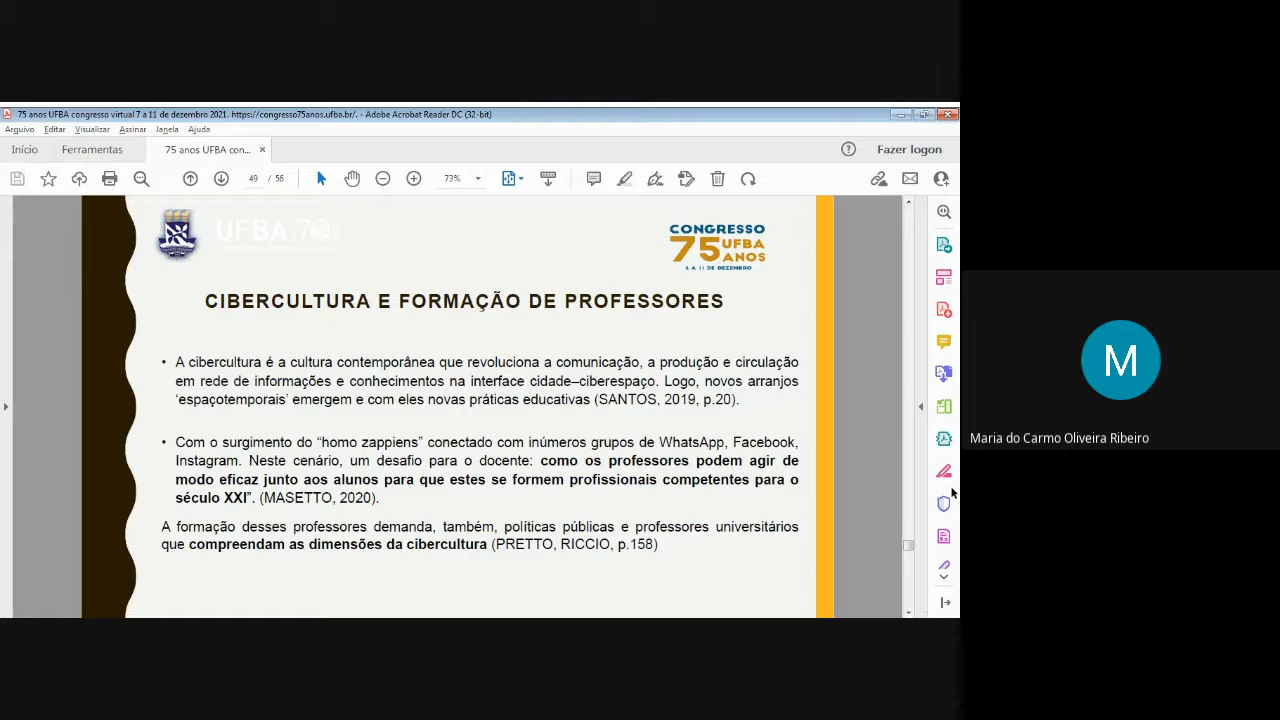 75 anos UFBA congresso virtual 7 a 11 de dezembro 2021. https://congresso75anos.ufba.br/. - Adobe Acrobat Reader DC (32-bit)
Arquivo Editar Visualizar Assinar Janela Ajuda
Início Ferramentas 75 anos UFBA con... × Fazer logon
49 / 56 73%
UFBA 70
CONGRESSO
75 UFBA
ANOS
6 A 11 DE DEZEMBRO
CIBERCULTURA E FORMAÇÃO DE PROFESSORES
• A cibercultura é a cultura contemporânea que revoluciona a comunicação, a produção e circulação
em rede de informações e conhecimentos na interface cidade–ciberespaço. Logo, novos arranjos
‘espaçotemporais’ emergem e com eles novas práticas educativas (SANTOS, 2019, p.20).
• Com o surgimento do “homo zappiens” conectado com inúmeros grupos de WhatsApp, Facebook,
Instagram. Neste cenário, um desafio para o docente: como os professores podem agir de
modo eficaz junto aos alunos para que estes se formem profissionais competentes para o
século XXI”. (MASETTO, 2020).
A formação desses professores demanda, também, políticas públicas e professores universitários
que compreendam as dimensões da cibercultura (PRETTO, RICCIO, p.158)
M
Maria do Carmo Oliveira Ribeiro